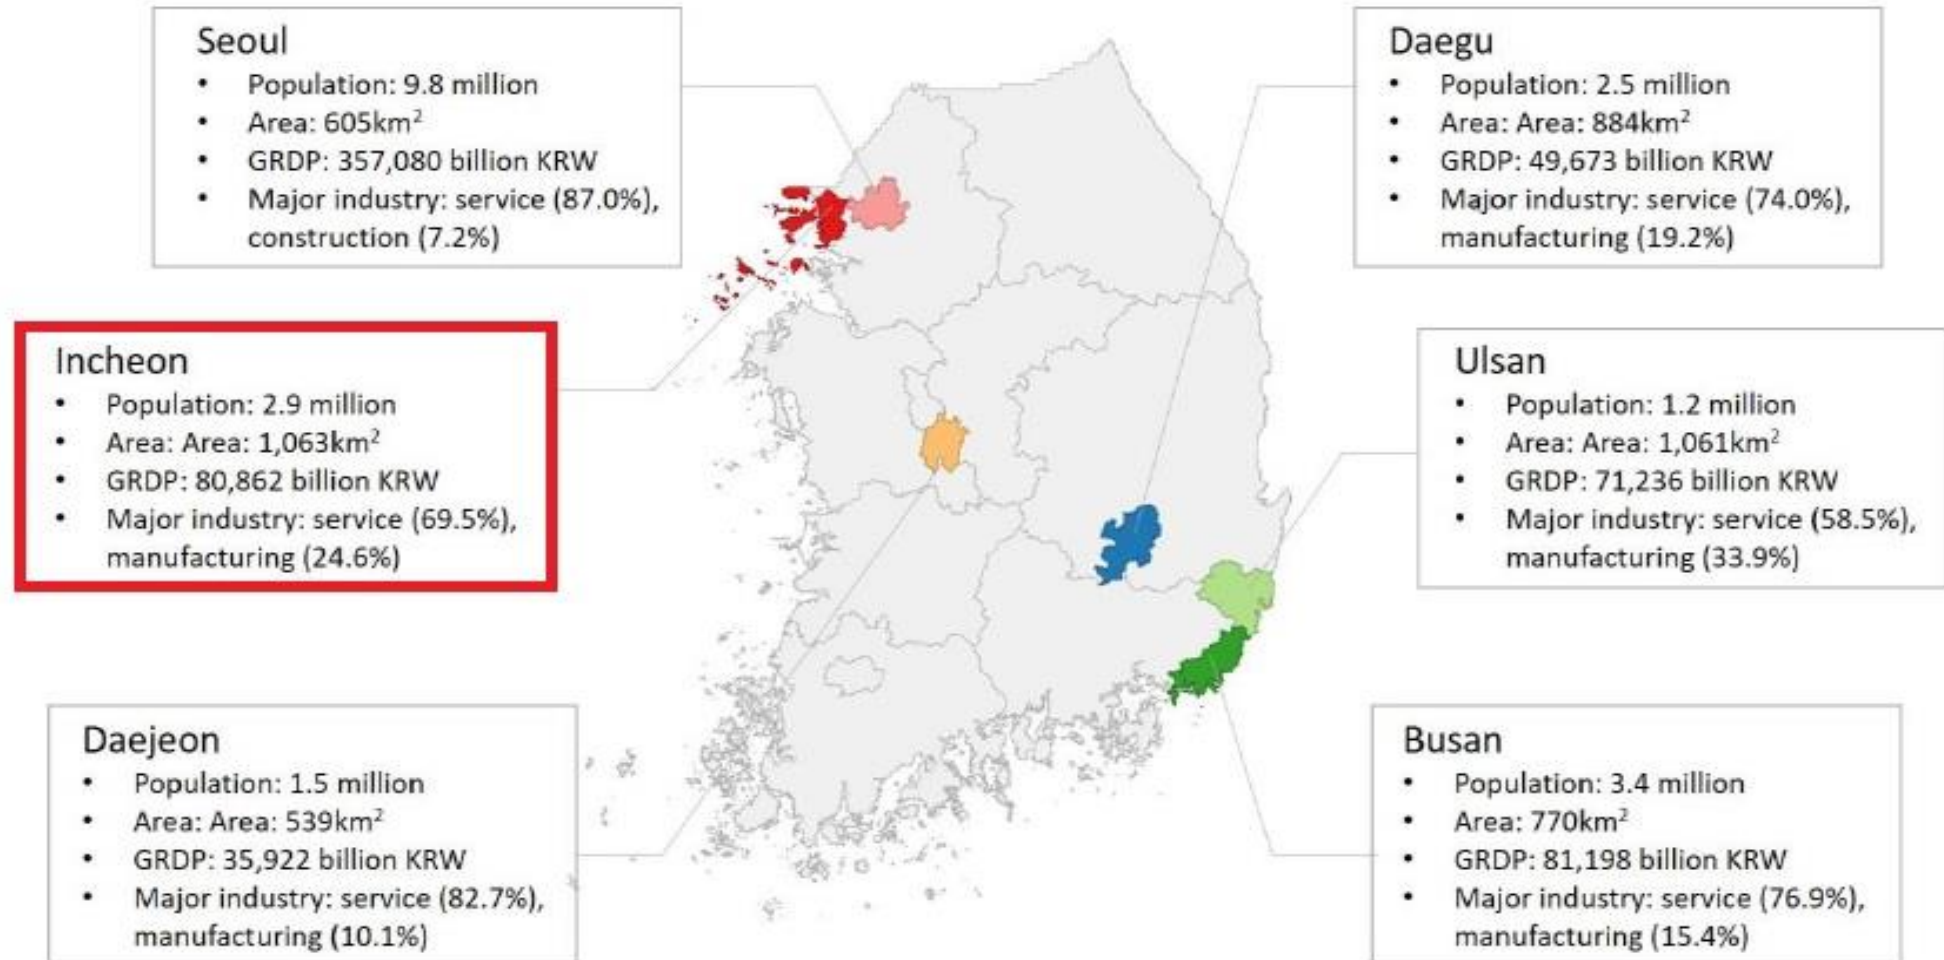 Seoul
• Population: 9.8 million
• Area: 605km²
• GRDP: 357,080 billion KRW
• Major industry: service (87.0%),
construction (7.2%)
Daegu
• Population: 2.5 million
• Area: Area: 884km²
• GRDP: 49,673 billion KRW
• Major industry: service (74.0%),
manufacturing (19.2%)
Incheon
• Population: 2.9 million
• Area: Area: 1,063km²
• GRDP: 80,862 billion KRW
• Major industry: service (69.5%),
manufacturing (24.6%)
Ulsan
• Population: 1.2 million
• Area: Area: 1,061km²
• GRDP: 71,236 billion KRW
• Major industry: service (58.5%),
manufacturing (33.9%)
Daejeon
• Population: 1.5 million
• Area: Area: 539km²
• GRDP: 35,922 billion KRW
• Major industry: service (82.7%),
manufacturing (10.1%)
Busan
• Population: 3.4 million
• Area: 770km²
• GRDP: 81,198 billion KRW
• Major industry: service (76.9%),
manufacturing (15.4%)